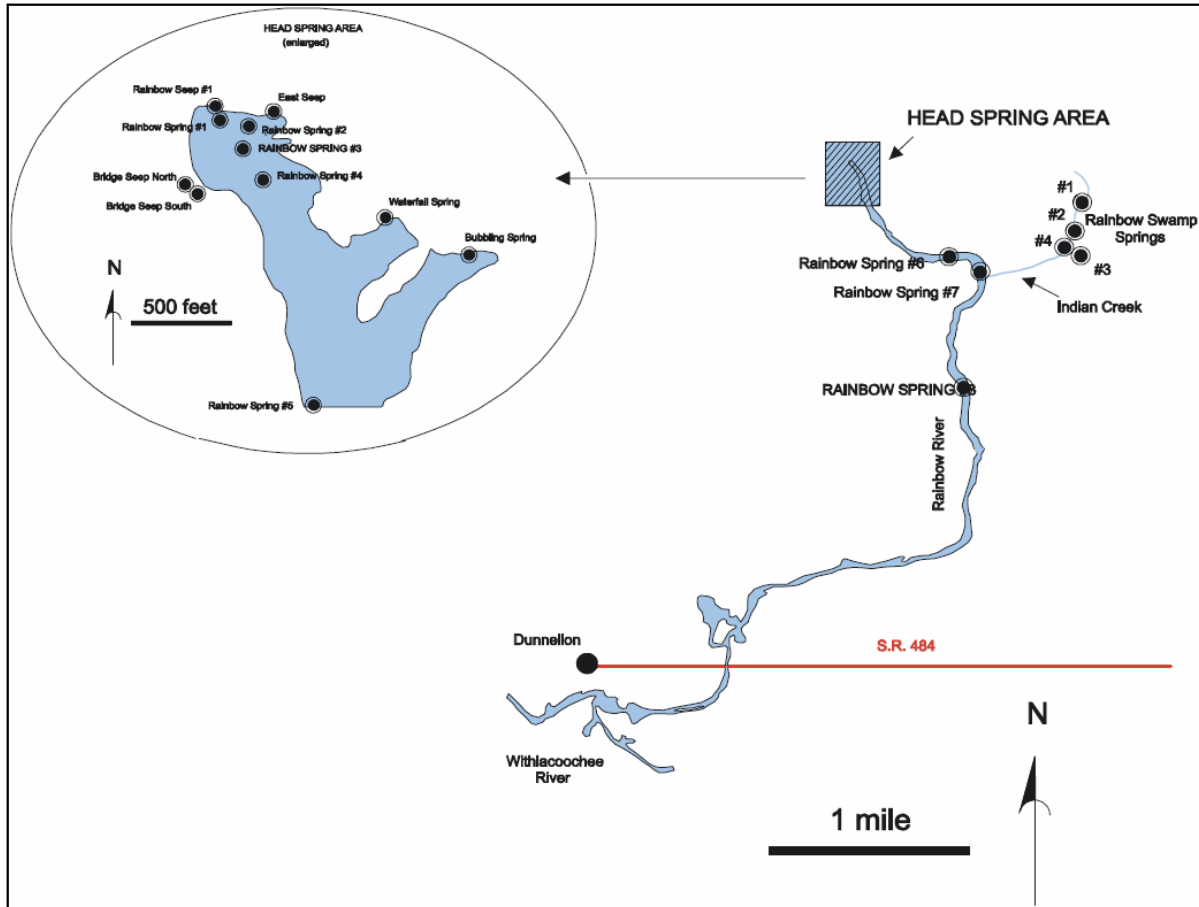 HEAD SPRING AREA
(enlarged)
Rainbow Seep #1
East Seep
Rainbow Spring #1
Rainbow Spring #2
RAINBOW SPRING #3
Rainbow Spring #4
Bridge Seep North
Bridge Seep South
Waterfall Spring
Bubbling Spring
N
500 feet
Rainbow Spring #5
HEAD SPRING AREA
#1
#2
Rainbow Swamp
Springs
#4
#3
Rainbow Spring #6
Rainbow Spring #7
Indian Creek
RAINBOW SPRING
Rainbow River
Dunnellon
S.R. 484
Withlacoochee
River
N
1 mile